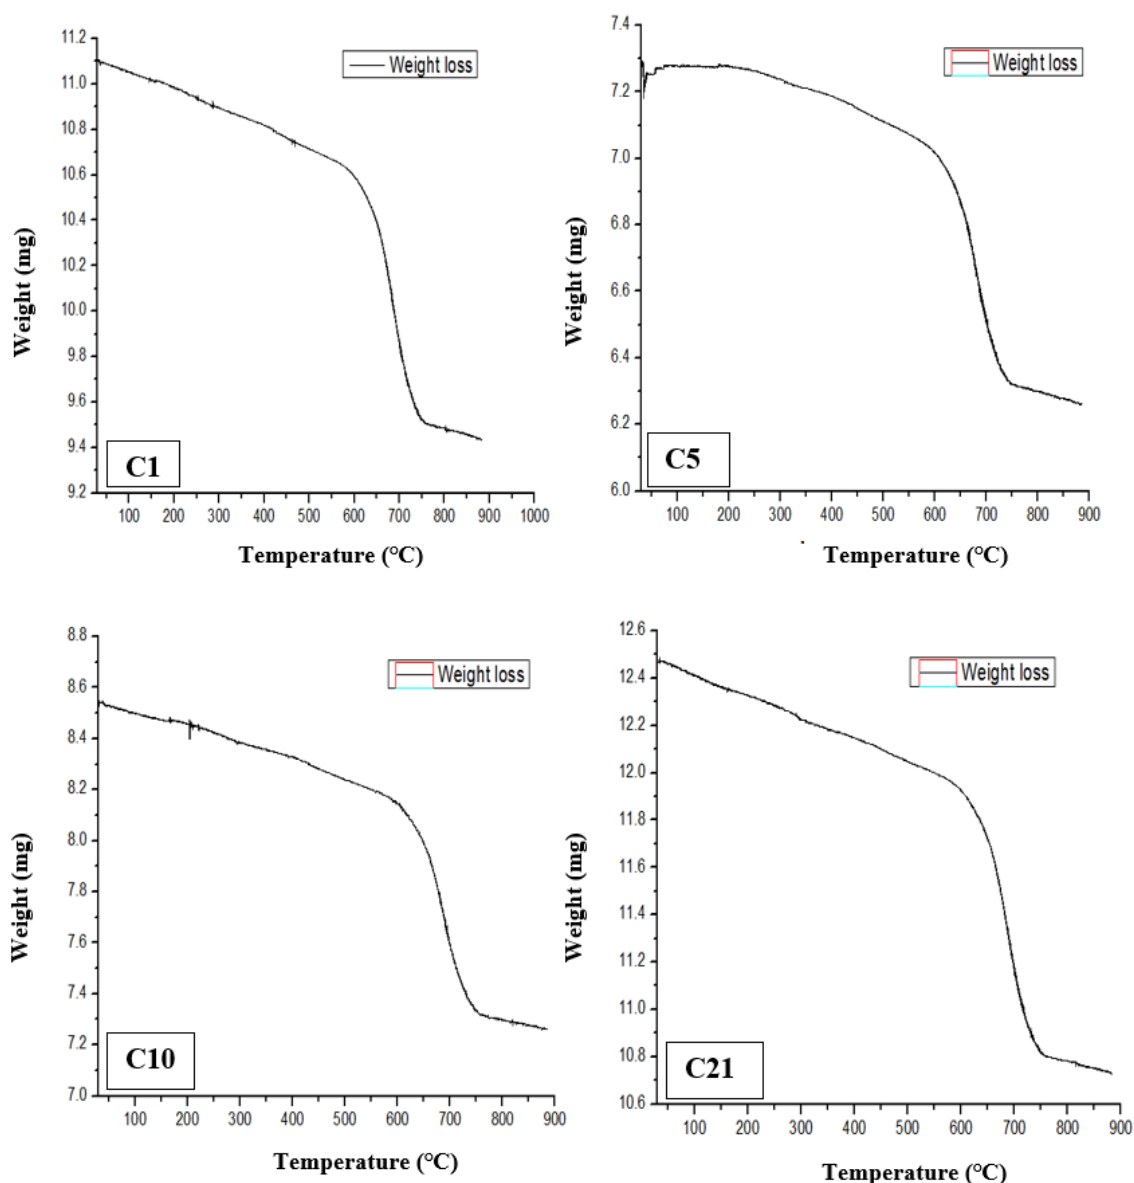 11.2
11.0
10.8
10.6
10.4
10.2
10.0
9.8
9.6
9.4
9.2
Weight (mg)
Weight loss
C1
100 200 300 400 500 600 700 800 900 1000
Temperature (°C)
7.4
7.2
7.0
6.8
6.6
6.4
6.2
6.0
Weight (mg)
Weight loss
C5
100 200 300 400 500 600 700 800 900
Temperature (°C)
8.8
8.6
8.4
8.2
8.0
7.8
7.6
7.4
7.2
7.0
Weight (mg)
Weight loss
C10
100 200 300 400 500 600 700 800 900
Temperature (°C)
12.6
12.4
12.2
12.0
11.8
11.6
11.4
11.2
11.0
10.8
10.6
Weight (mg)
Weight loss
C21
100 200 300 400 500 600 700 800 900
Temperature (°C)